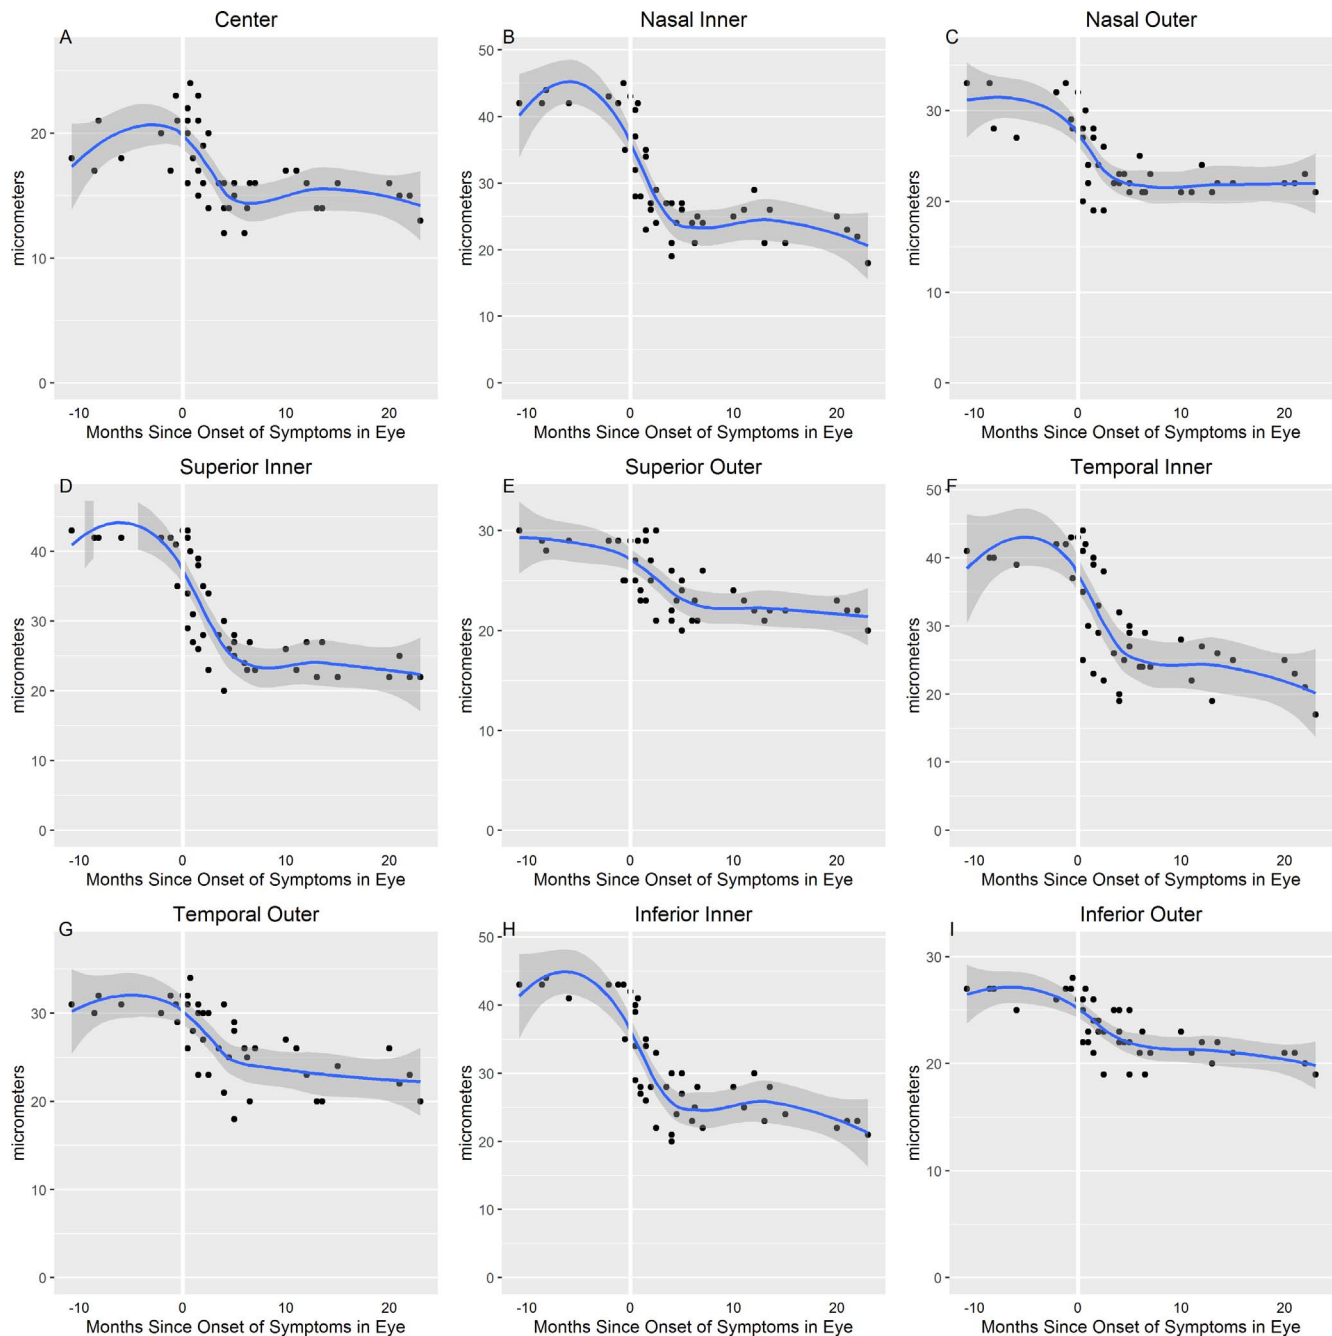 Center
A
micrometers
20
10
0
-10 0 10 20
Months Since Onset of Symptoms in Eye
Nasal Inner
B
micrometers
50
40
30
20
10
0
-10 0 10 20
Months Since Onset of Symptoms in Eye
Nasal Outer
C
micrometers
30
20
10
0
-10 0 10 20
Months Since Onset of Symptoms in Eye
Superior Inner
D
micrometers
40
30
20
10
0
-10 0 10 20
Months Since Onset of Symptoms in Eye
Superior Outer
E
micrometers
30
20
10
0
-10 0 10 20
Months Since Onset of Symptoms in Eye
Temporal Inner
F
micrometers
50
40
30
20
10
0
-10 0 10 20
Months Since Onset of Symptoms in Eye
Temporal Outer
G
micrometers
30
20
10
0
-10 0 10 20
Months Since Onset of Symptoms in Eye
Inferior Inner
H
micrometers
50
40
30
20
10
0
-10 0 10 20
Months Since Onset of Symptoms in Eye
Inferior Outer
I
micrometers
30
20
10
0
-10 0 10 20
Months Since Onset of Symptoms in Eye